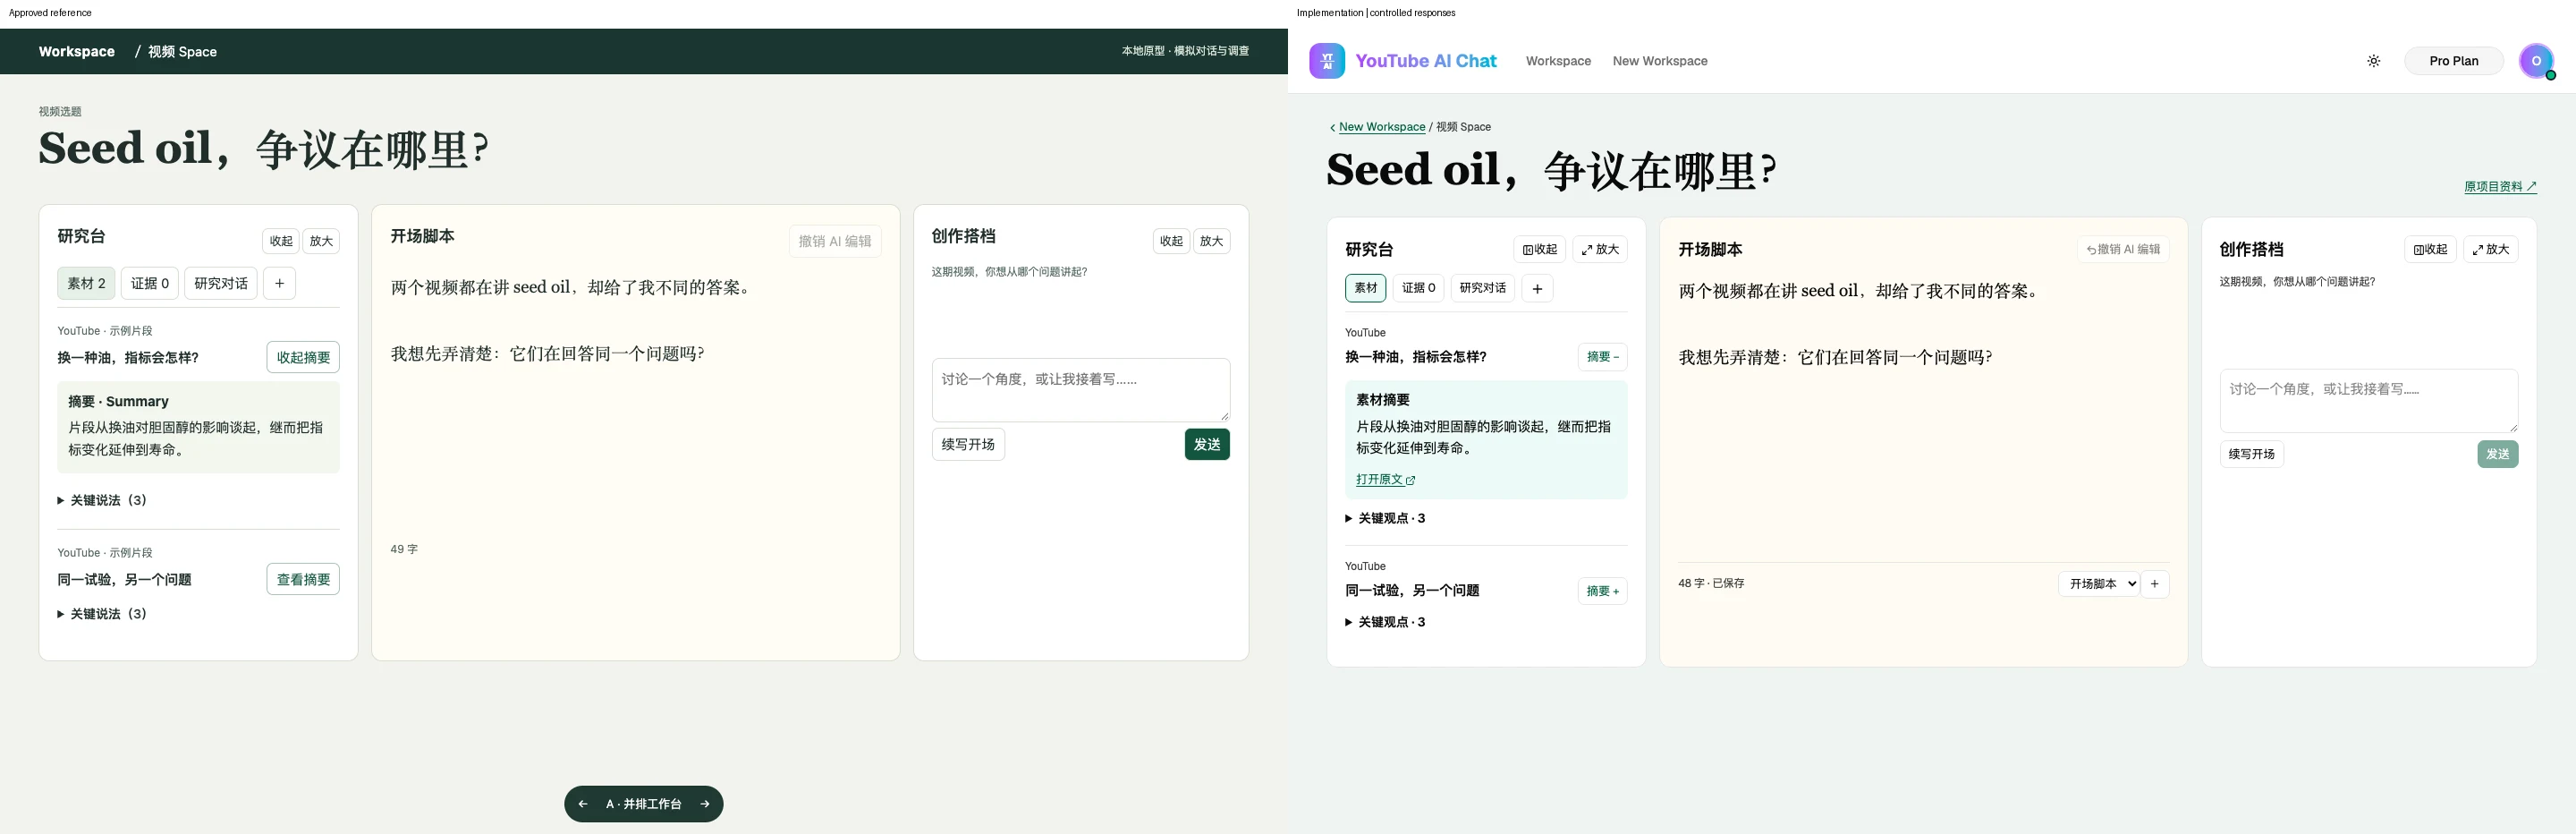 Approved reference
Workspace / 视频 Space
本地原型 · 模拟对话与调查
视频选题
Seed oil，争议在哪里？
研究台
收起 放大
素材 2 证据 0 研究对话 +
YouTube · 示例片段
换一种油，指标会怎样？
收起摘要
摘要 · Summary
片段从换油对胆固醇的影响谈起，继而把指
标变化延伸到寿命。
▶ 关键说法（3）
YouTube · 示例片段
同一试验，另一个问题
查看摘要
▶ 关键说法（3）
开场脚本
撤销 AI 编辑
两个视频都在讲 seed oil，却给了我不同的答案。
我想先弄清楚：它们在回答同一个问题吗？
49 字
创作搭档
收起 放大
这期视频，你想从哪个问题讲起？
讨论一个角度，或让我接着写……
续写开场
发送
← A · 并排工作台 →
Implementation | controlled responses
YT AI
YouTube AI Chat
Workspace
New Workspace
Pro Plan
O
‹ New Workspace / 视频 Space
Seed oil，争议在哪里？
原项目资料 ↗
研究台
收起 放大
素材 证据 0 研究对话 +
YouTube
换一种油，指标会怎样？
摘要 −
素材摘要
片段从换油对胆固醇的影响谈起，继而把指
标变化延伸到寿命。
打开原文
▶ 关键观点 · 3
YouTube
同一试验，另一个问题
摘要 +
▶ 关键观点 · 3
开场脚本
撤销 AI 编辑
两个视频都在讲 seed oil，却给了我不同的答案。
我想先弄清楚：它们在回答同一个问题吗？
48 字 · 已保存
开场脚本 +
创作搭档
收起 放大
这期视频，你想从哪个问题讲起？
讨论一个角度，或让我接着写……
续写开场
发送